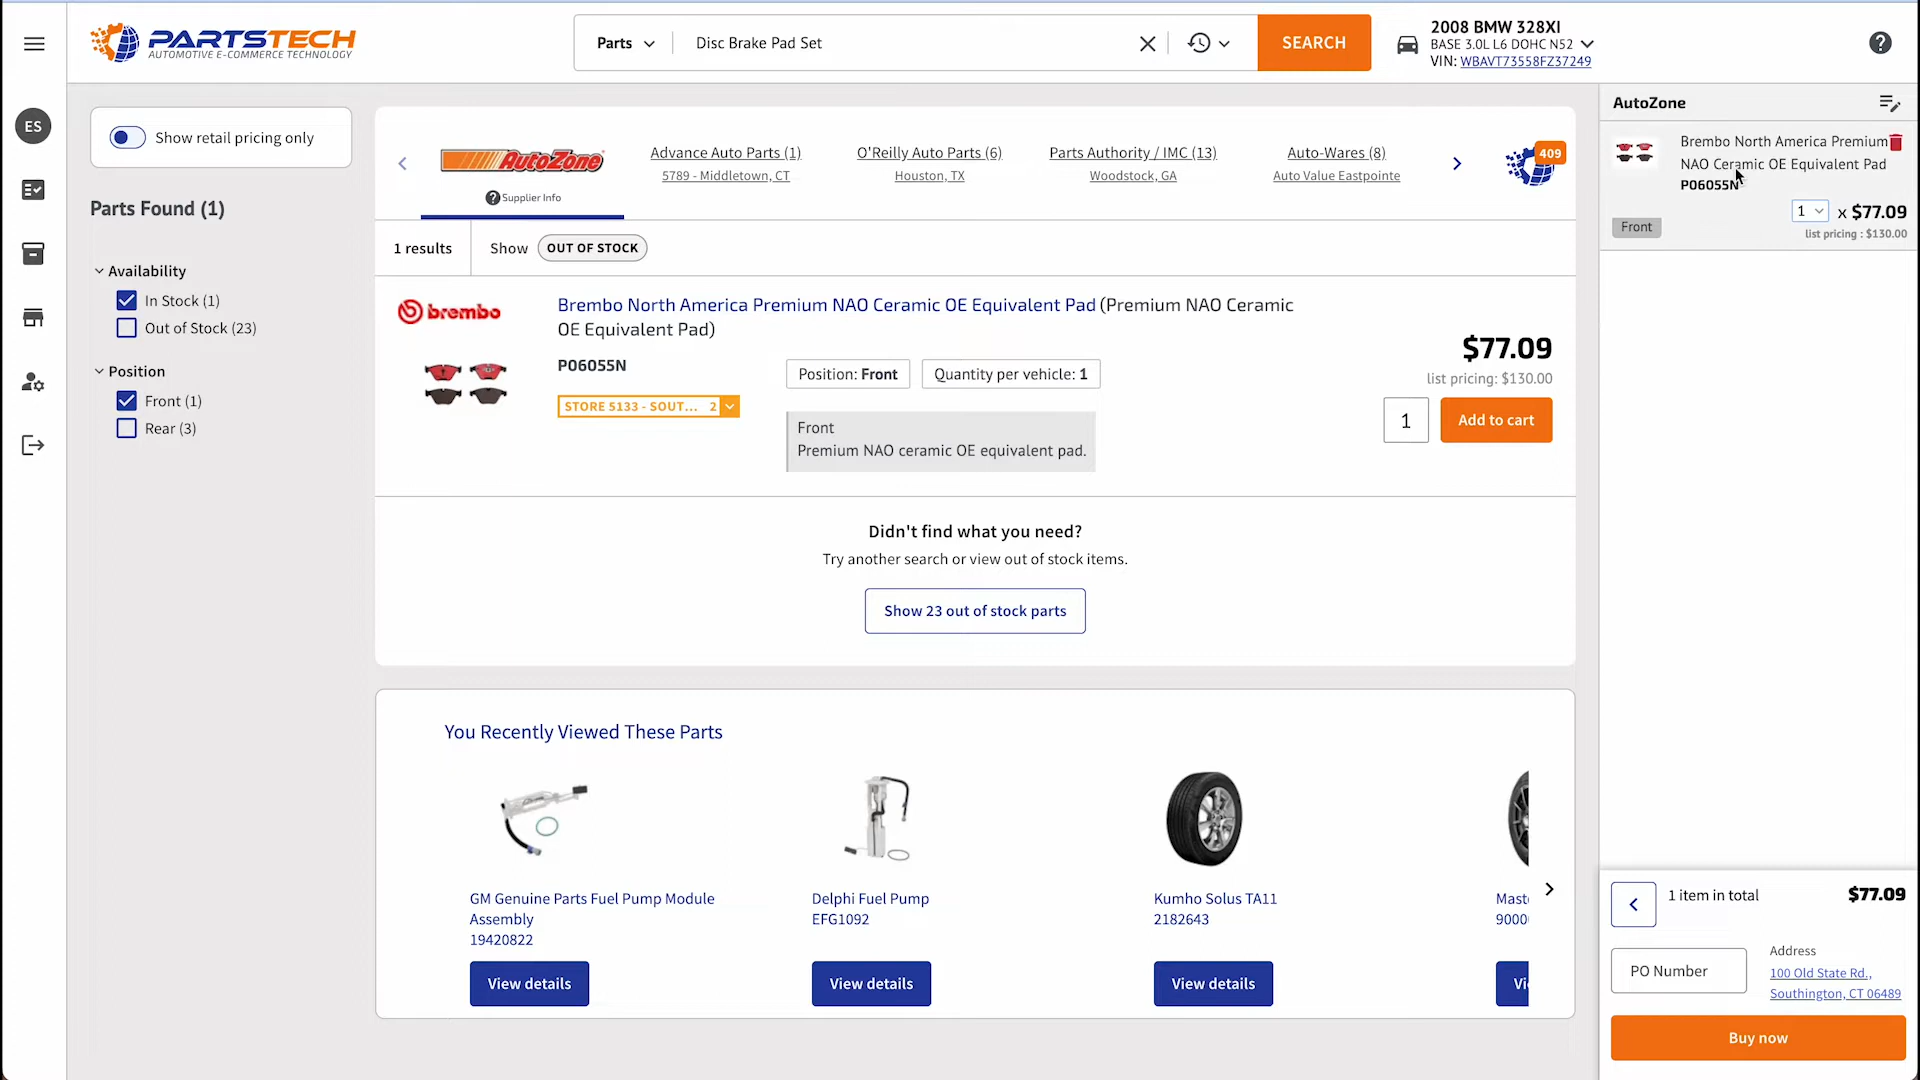 PARTSTECH
AUTOMOTIVE E-COMMERCE TECHNOLOGY
Parts
Disc Brake Pad Set
SEARCH
2008 BMW 328XI
BASE 3.0L L6 DOHC N52
VIN: WBAVT73558FZ37249
?
ES
Show retail pricing only
Parts Found (1)
Availability
In Stock (1)
Out of Stock (23)
Position
Front (1)
Rear (3)
AutoZone
? Supplier Info
Advance Auto Parts (1)
5789 - Middletown, CT
O'Reilly Auto Parts (6)
Houston, TX
Parts Authority / IMC (13)
Woodstock, GA
Auto-Wares (8)
Auto Value Eastpointe
409
1 results
Show
OUT OF STOCK
brembo
Brembo North America Premium NAO Ceramic OE Equivalent Pad (Premium NAO Ceramic
OE Equivalent Pad)
P06055N
STORE 5133 - SOUT... 2
Position: Front
Quantity per vehicle: 1
Front
Premium NAO ceramic OE equivalent pad.
$77.09
list pricing: $130.00
1
Add to cart
Didn't find what you need?
Try another search or view out of stock items.
Show 23 out of stock parts
You Recently Viewed These Parts
GM Genuine Parts Fuel Pump Module
Assembly
19420822
View details
Delphi Fuel Pump
EFG1092
View details
Kumho Solus TA11
2182643
View details
Mast
9000
Vi
AutoZone
Brembo North America Premium
NAO Ceramic OE Equivalent Pad
P06055N
1 x $77.09
list pricing : $130.00
Front
1 item in total
$77.09
PO Number
Address
100 Old State Rd.,
Southington, CT 06489
Buy now